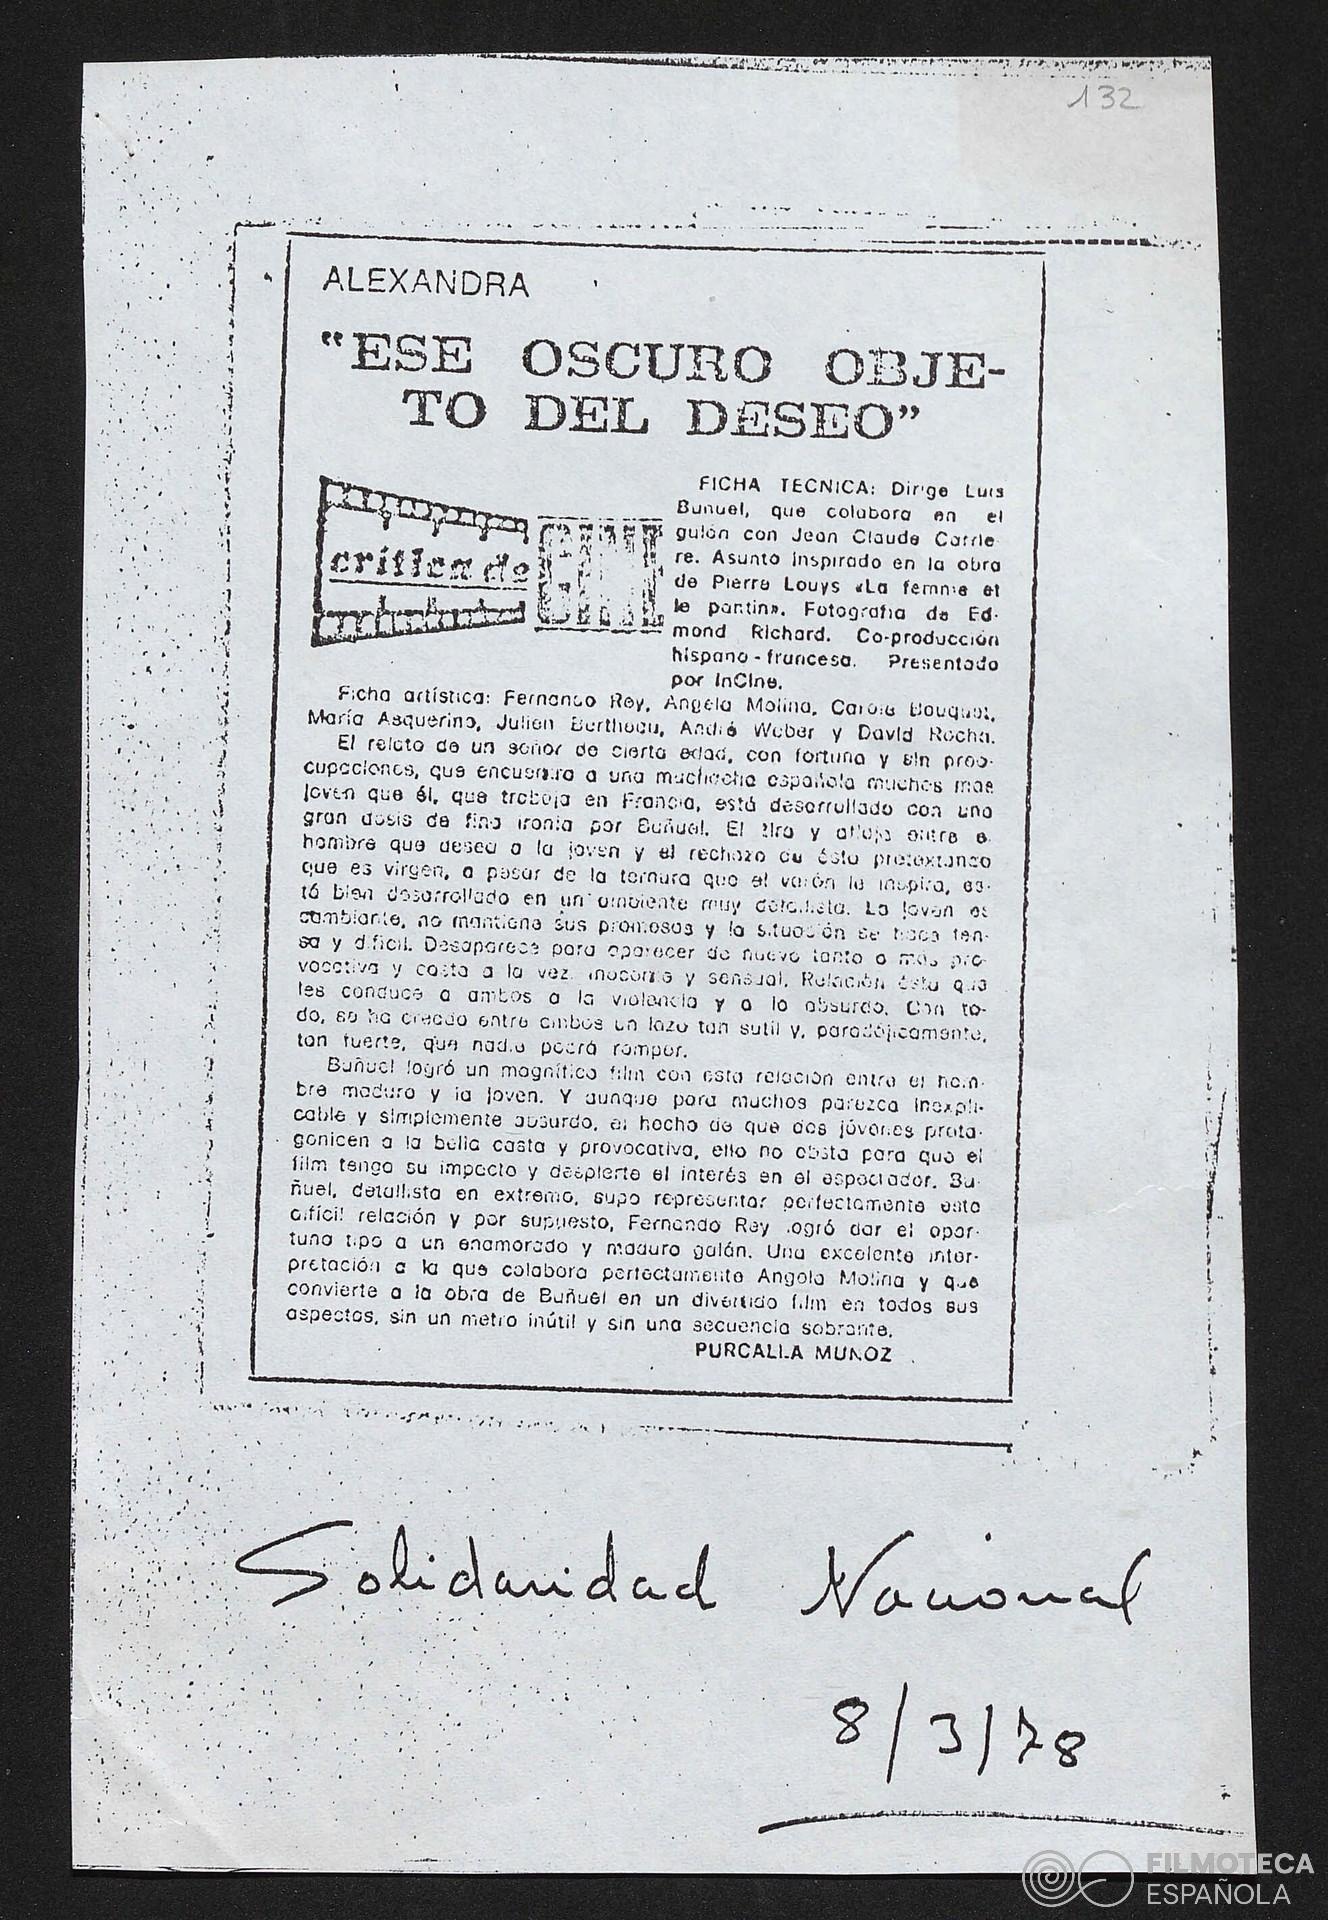 132
ALEXANDRA
"ESE OSCURO OBJE-
TO DEL DESEO"
crítica de CINE
FICHA TECNICA: Dirige Luis
Buñuel, que colabora en el
guión con Jean Claude Carrie-
re. Asunto inspirado en la obra
de Pierre Louys «La femme et
le pantin». Fotografía de Ed-
mond Richard. Co-producción
hispano-francesa. Presentado
por InCine.
Ficha artística: Fernando Rey, Angela Molina, Carole Bouquet,
María Asquerino, Julien Bertheau, André Weber y David Rocha.
El relato de un señor de cierta edad, con fortuna y sin preo-
cupaciones, que encuentra a una muchacha española muchos mas
joven que él, que trabaja en Francia, está desarrollado con una
gran dosis de fina ironía por Buñuel. El tira y afloja entre e
hombre que desea a la joven y el rechazo de ésta pretextando
que es virgen, a pesar de la ternura que el varón le inspira, es-
tá bien desarrollado en un ambiente muy detallista. La joven es
cambiante, no mantiene sus promesas y la situación se hace ten-
sa y difícil. Desaparece para aparecer de nuevo tanto o más pro-
vocativa y casta a la vez, inocente y sensual. Relación ésta que
les conduce a ambos a la violencia y a lo absurdo. Con to-
do, se ha creado entre ambos un lazo tan sutil y, paradójicamente,
tan fuerte, que nadie podrá romper.
Buñuel logró un magnífico film con esta relación entre el hom-
bre maduro y la joven. Y aunque para muchos parezca inexpli-
cable y simplemente absurdo, el hecho de que dos jóvenes prota-
gonicen a la bella casta y provocativa, ello no obsta para que el
film tenga su impacto y despierte el interés en el espectador. Bu-
ñuel, detallista en extremo, supo representar perfectamente esta
difícil relación y por supuesto, Fernando Rey logró dar el opor-
tuno tipo a un enamorado y maduro galán. Una excelente inter-
pretación a la que colabora perfectamente Angela Molina y que
convierte a la obra de Buñuel en un divertido film en todos sus
aspectos, sin un metro inútil y sin una secuencia sobrante.
PURCALLA MUÑOZ
Solidaridad Nacional
8/3/78
FILMOTECA
ESPAÑOLA